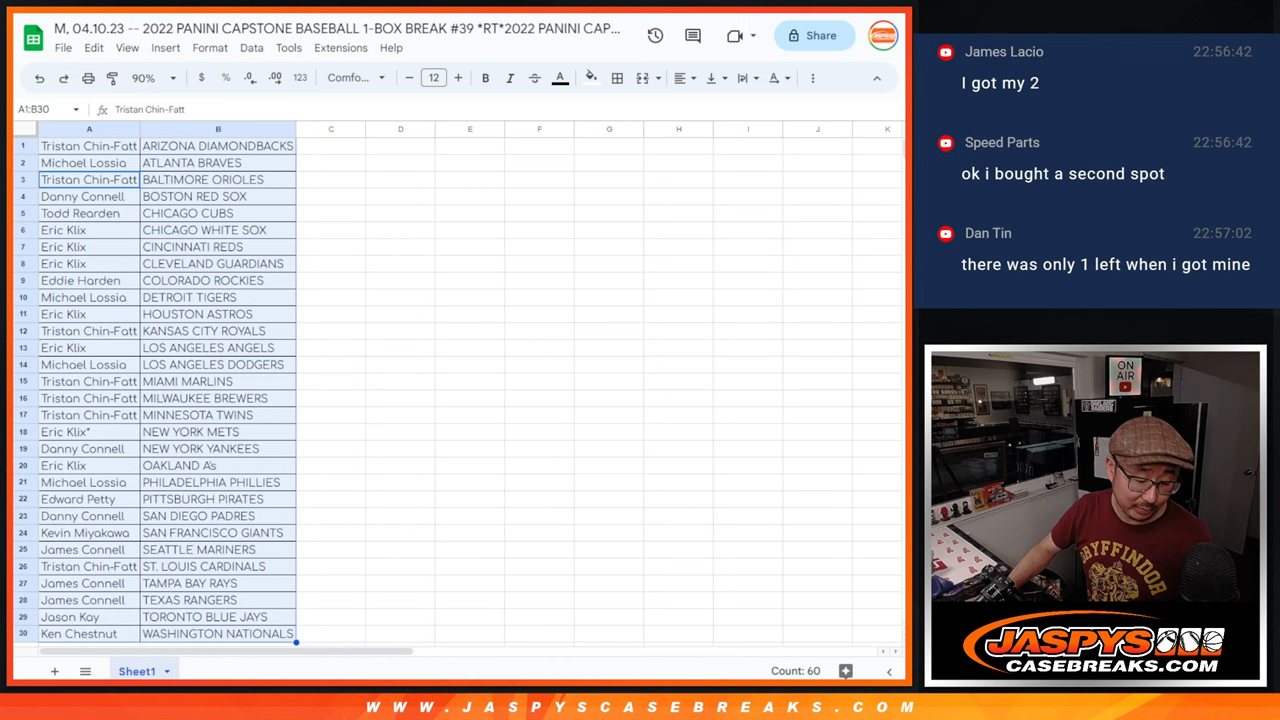 M, 04.10.23 -- 2022 PANINI CAPSTONE BASEBALL 1-BOX BREAK #39 *RT*2022 PANINI CAP...
File Edit View Insert Format Data Tools Extensions Help
Share
90% $ % .0 .00 123 Comfo... 12 B I A
A1:B30 fx Tristan Chin-Fatt
A B C D E F G H I J K
1 Tristan Chin-Fatt ARIZONA DIAMONDBACKS
2 Michael Lossia ATLANTA BRAVES
3 Tristan Chin-Fatt BALTIMORE ORIOLES
4 Danny Connell BOSTON RED SOX
5 Todd Rearden CHICAGO CUBS
6 Eric Klix CHICAGO WHITE SOX
7 Eric Klix CINCINNATI REDS
8 Eric Klix CLEVELAND GUARDIANS
9 Eddie Harden COLORADO ROCKIES
10 Michael Lossia DETROIT TIGERS
11 Eric Klix HOUSTON ASTROS
12 Tristan Chin-Fatt KANSAS CITY ROYALS
13 Eric Klix LOS ANGELES ANGELS
14 Michael Lossia LOS ANGELES DODGERS
15 Tristan Chin-Fatt MIAMI MARLINS
16 Tristan Chin-Fatt MILWAUKEE BREWERS
17 Tristan Chin-Fatt MINNESOTA TWINS
18 Eric Klix* NEW YORK METS
19 Danny Connell NEW YORK YANKEES
20 Eric Klix OAKLAND A's
21 Michael Lossia PHILADELPHIA PHILLIES
22 Edward Petty PITTSBURGH PIRATES
23 Danny Connell SAN DIEGO PADRES
24 Kevin Miyakawa SAN FRANCISCO GIANTS
25 James Connell SEATTLE MARINERS
26 Tristan Chin-Fatt ST. LOUIS CARDINALS
27 James Connell TAMPA BAY RAYS
28 James Connell TEXAS RANGERS
29 Jason Kay TORONTO BLUE JAYS
30 Ken Chestnut WASHINGTON NATIONALS
Sheet1 Count: 60
James Lacio 22:56:42
I got my 2
Speed Parts 22:56:42
ok i bought a second spot
Dan Tin 22:57:02
there was only 1 left when i got mine
ON
AIR
GRYFFINDOR
JASPYS
CASEBREAKS.COM
WWW.JASPYSCASEBREAKS.COM